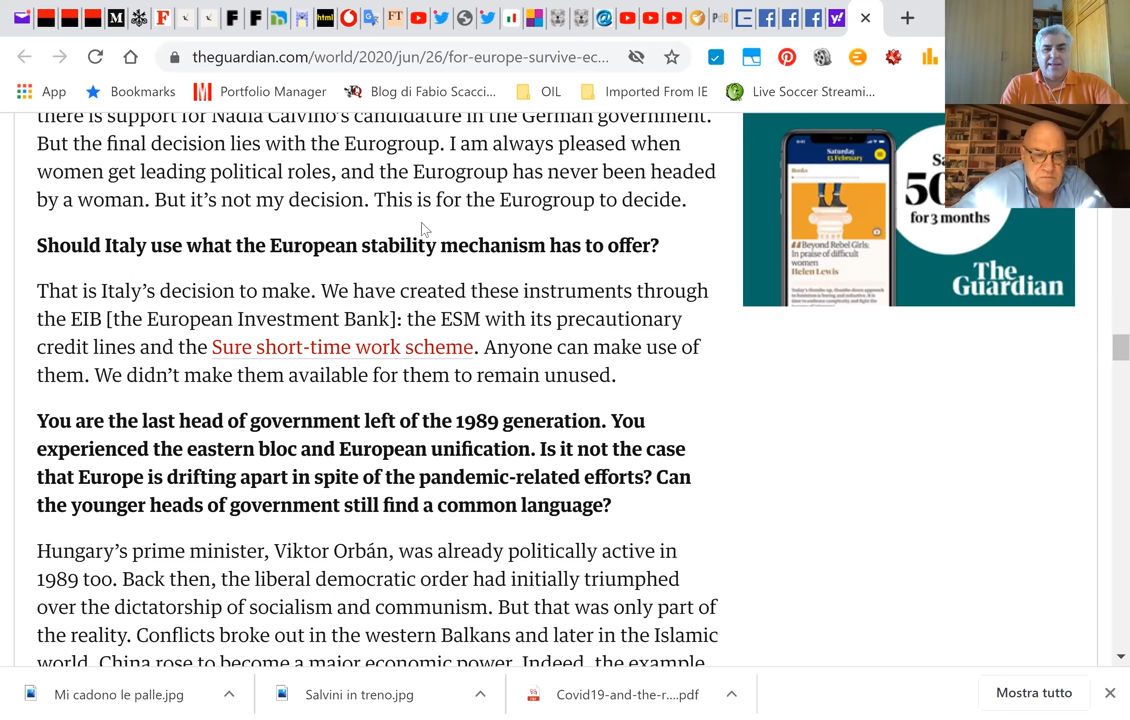 theguardian.com/world/2020/jun/26/for-europe-survive-ec...
App
Bookmarks
Portfolio Manager
Blog di Fabio Scacci...
OIL
Imported From IE
Live Soccer Streami...
there is support for Nadia Calviño's candidature in the German government.
But the final decision lies with the Eurogroup. I am always pleased when
women get leading political roles, and the Eurogroup has never been headed
by a woman. But it's not my decision. This is for the Eurogroup to decide.
Should Italy use what the European stability mechanism has to offer?
That is Italy's decision to make. We have created these instruments through
the EIB [the European Investment Bank]: the ESM with its precautionary
credit lines and the Sure short-time work scheme. Anyone can make use of
them. We didn't make them available for them to remain unused.
You are the last head of government left of the 1989 generation. You
experienced the eastern bloc and European unification. Is it not the case
that Europe is drifting apart in spite of the pandemic-related efforts? Can
the younger heads of government still find a common language?
Hungary's prime minister, Viktor Orbán, was already politically active in
1989 too. Back then, the liberal democratic order had initially triumphed
over the dictatorship of socialism and communism. But that was only part of
the reality. Conflicts broke out in the western Balkans and later in the Islamic
world. China rose to become a major economic power. Indeed, the example
Saturday
15 February
Books
Beyond Rebel Girls:
In praise of difficult
women
Helen Lewis
Sa
50
for 3 months
The
Guardian
Mi cadono le palle.jpg
Salvini in treno.jpg
Covid19-and-the-r....pdf
Mostra tutto